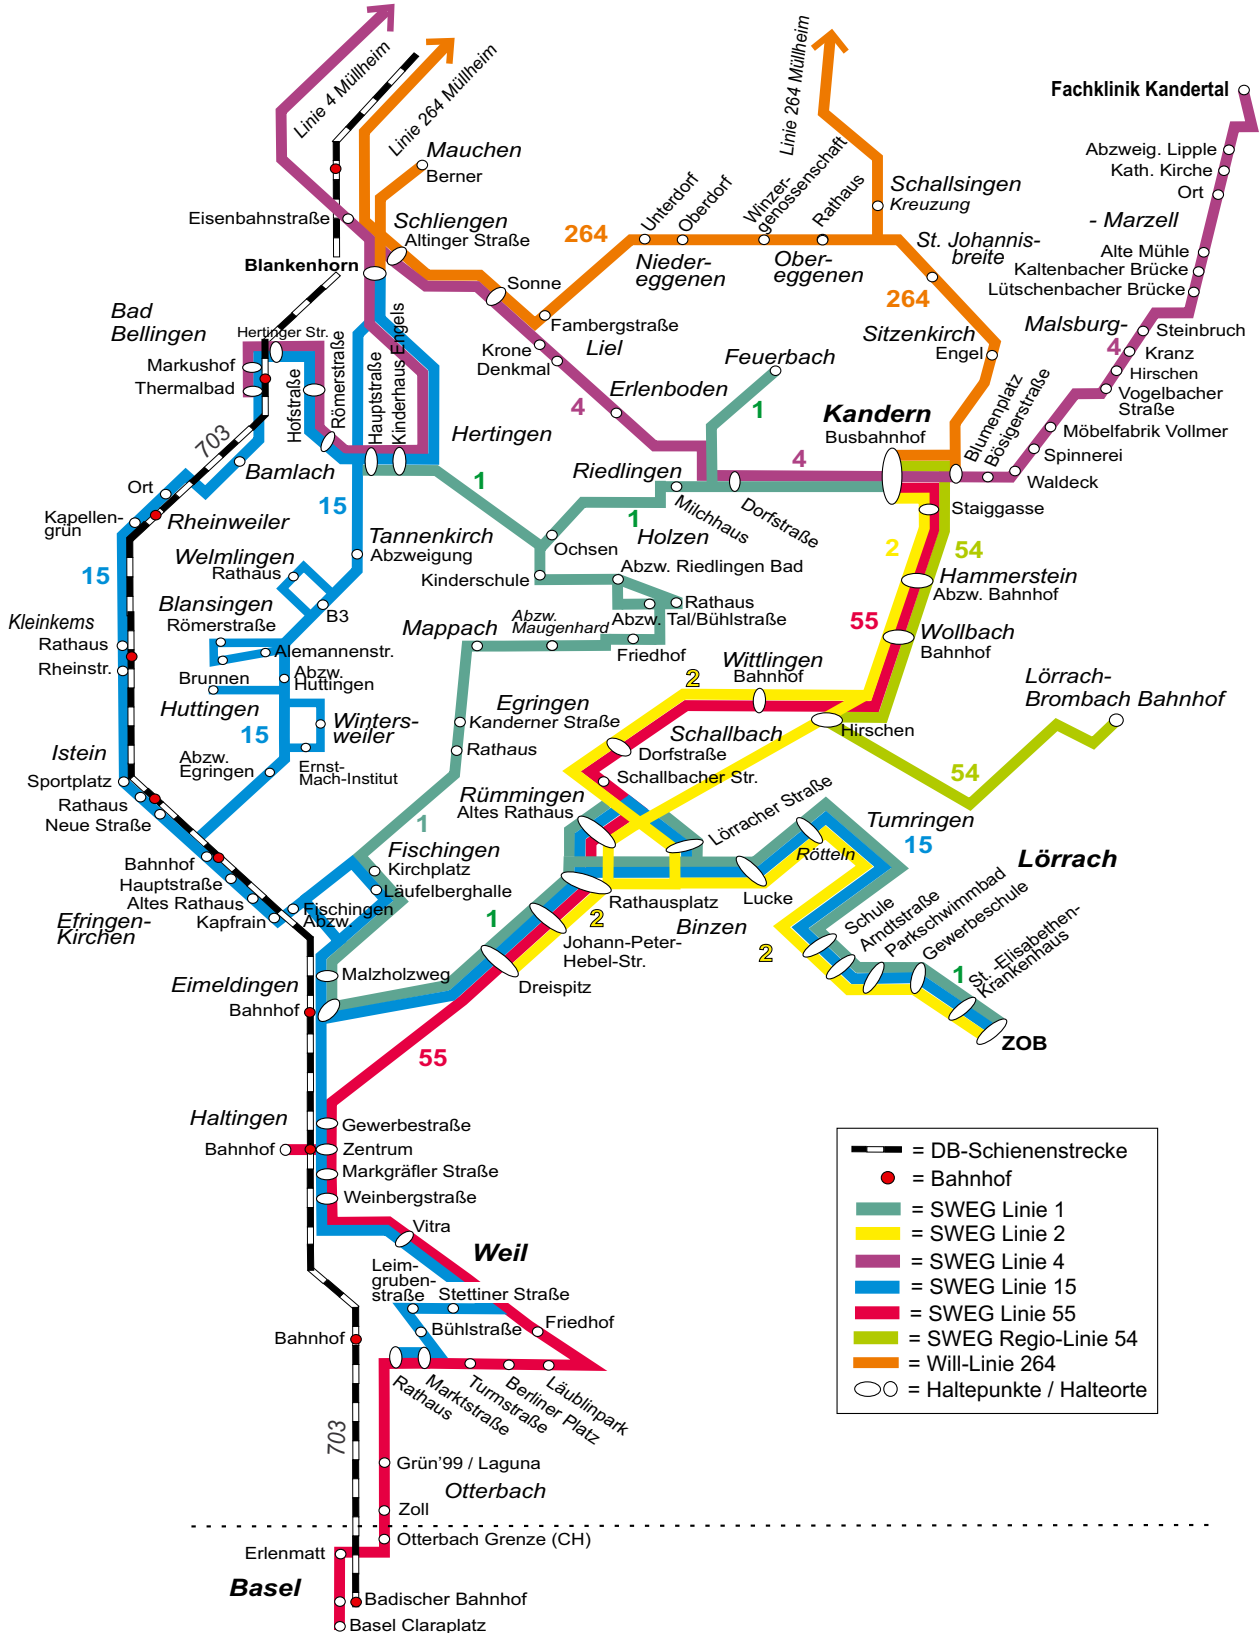 Linie 4 Müllheim
Linie 264 Müllheim
Linie 264 Müllheim
Fachklinik Kandertal
Mauchen
Berner
Eisenbahnstraße
Schliengen
Altinger Straße
Blankenhorn
Sonne
264
Unterdorf
Oberdorf
Winzer-
genossenschaft
Rathaus
Nieder-
eggenen
Ober-
eggenen
Schallsingen
Kreuzung
St. Johannis-
breite
264
Sitzenkirch
Engel
Abzweig. Lipple
Kath. Kirche
Ort
- Marzell
Alte Mühle
Kaltenbacher Brücke
Lütschenbacher Brücke
Malsburg-
Steinbruch
4
Kranz
Hirschen
Vogelbacher
Straße
Möbelfabrik Vollmer
Spinnerei
Waldeck
Bad
Bellingen
Hertinger Str.
Markushof
Thermalbad
Hofstraße
Römerstraße
Hauptstraße
Kinderhaus Engels
Fambergstraße
Liel
Krone
Denkmal
Erlenboden
4
Feuerbach
1
Kandern
Busbahnhof
Blumenplatz
Bösigerstraße
4
703
Bamlach
Hertingen
1
Riedlingen
Milchhaus
Dorfstraße
1
Holzen
Ort
Kapellen-
grün
Rheinweiler
15
15
Tannenkirch
Abzweigung
Ochsen
Kinderschule
Abzw. Riedlingen Bad
Rathaus
Abzw. Tal/Bühlstraße
Friedhof
Abzw.
Maugenhard
Mappach
Staiggasse
2
54
Hammerstein
Abzw. Bahnhof
55
Wollbach
Bahnhof
Welmlingen
Rathaus
B3
Blansingen
Römerstraße
Alemannenstr.
Brunnen
Abzw.
Huttingen
Huttingen
15
Winters-
weiler
Ernst-
Mach-Institut
Abzw.
Egringen
Kleinkems
Rathaus
Rheinstr.
Istein
Sportplatz
Rathaus
Neue Straße
Bahnhof
Hauptstraße
Altes Rathaus
Kapfrain
Efringen-
Kirchen
Egringen
Kanderner Straße
Rathaus
1
Fischingen
Kirchplatz
Läufelberghalle
Fischingen
Abzw.
Wittlingen
Bahnhof
2
Schallbach
Dorfstraße
Schallbacher Str.
Hirschen
Lörrach-
Brombach Bahnhof
54
Rümmingen
Altes Rathaus
Lörracher Straße
Tumringen
15
Rötteln
Lörrach
Lucke
Rathausplatz
Binzen
2
1
Johann-Peter-
Hebel-Str.
Dreispitz
2
Schule
Arndtstraße
Parkschwimmbad
Gewerbeschule
1
St. -Elisabethen-
Krankenhaus
ZOB
Malzholzweg
Eimeldingen
Bahnhof
55
Haltingen
Bahnhof
Gewerbestraße
Zentrum
Markgräfler Straße
Weinbergstraße
Vitra
Weil
Leim-
gruben-
straße
Stettiner Straße
Bühlstraße
Friedhof
Bahnhof
Rathaus
Marktstraße
Turmstraße
Berliner Platz
Läublinpark
703
Grün'99 / Laguna
Otterbach
Zoll
Otterbach Grenze (CH)
Erlenmatt
Basel
Badischer Bahnhof
Basel Claraplatz
= DB-Schienenstrecke
= Bahnhof
= SWEG Linie 1
= SWEG Linie 2
= SWEG Linie 4
= SWEG Linie 15
= SWEG Linie 55
= SWEG Regio-Linie 54
= Will-Linie 264
= Haltepunkte / Halteorte